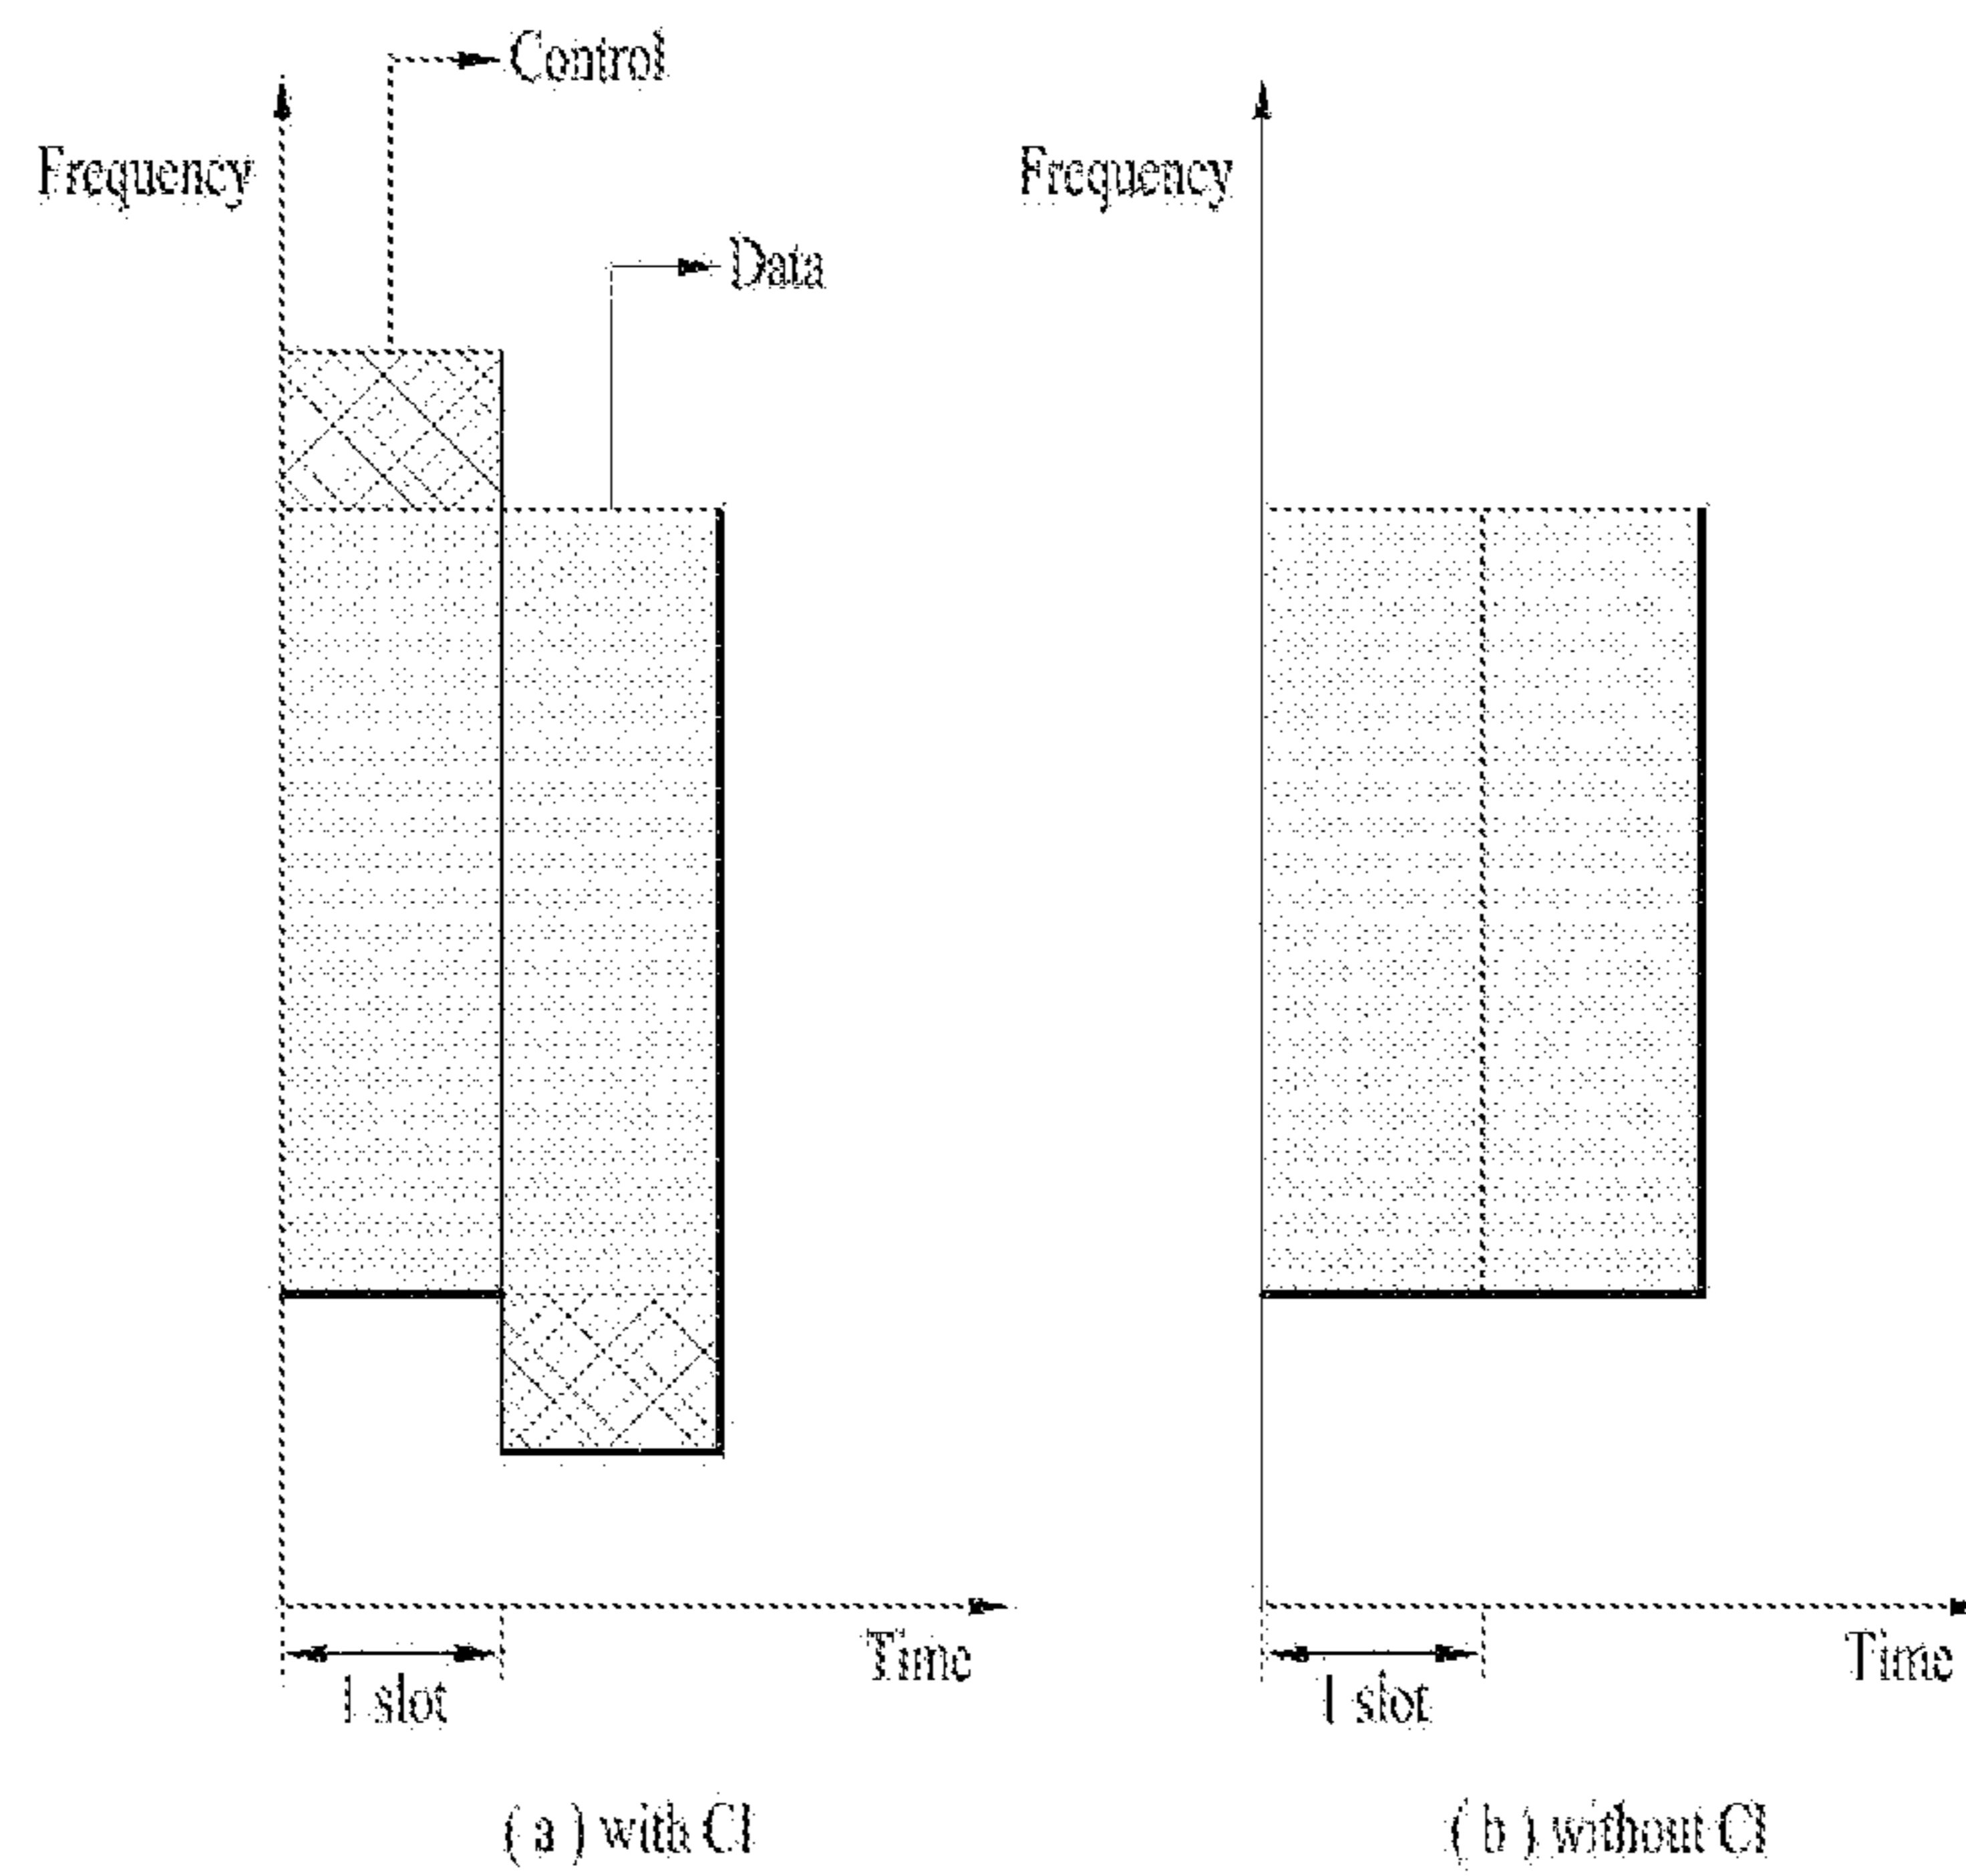 Control
Frequency
Data
Time
1 slot
( a ) with CI
Frequency
Time
1 slot
( b ) without CI